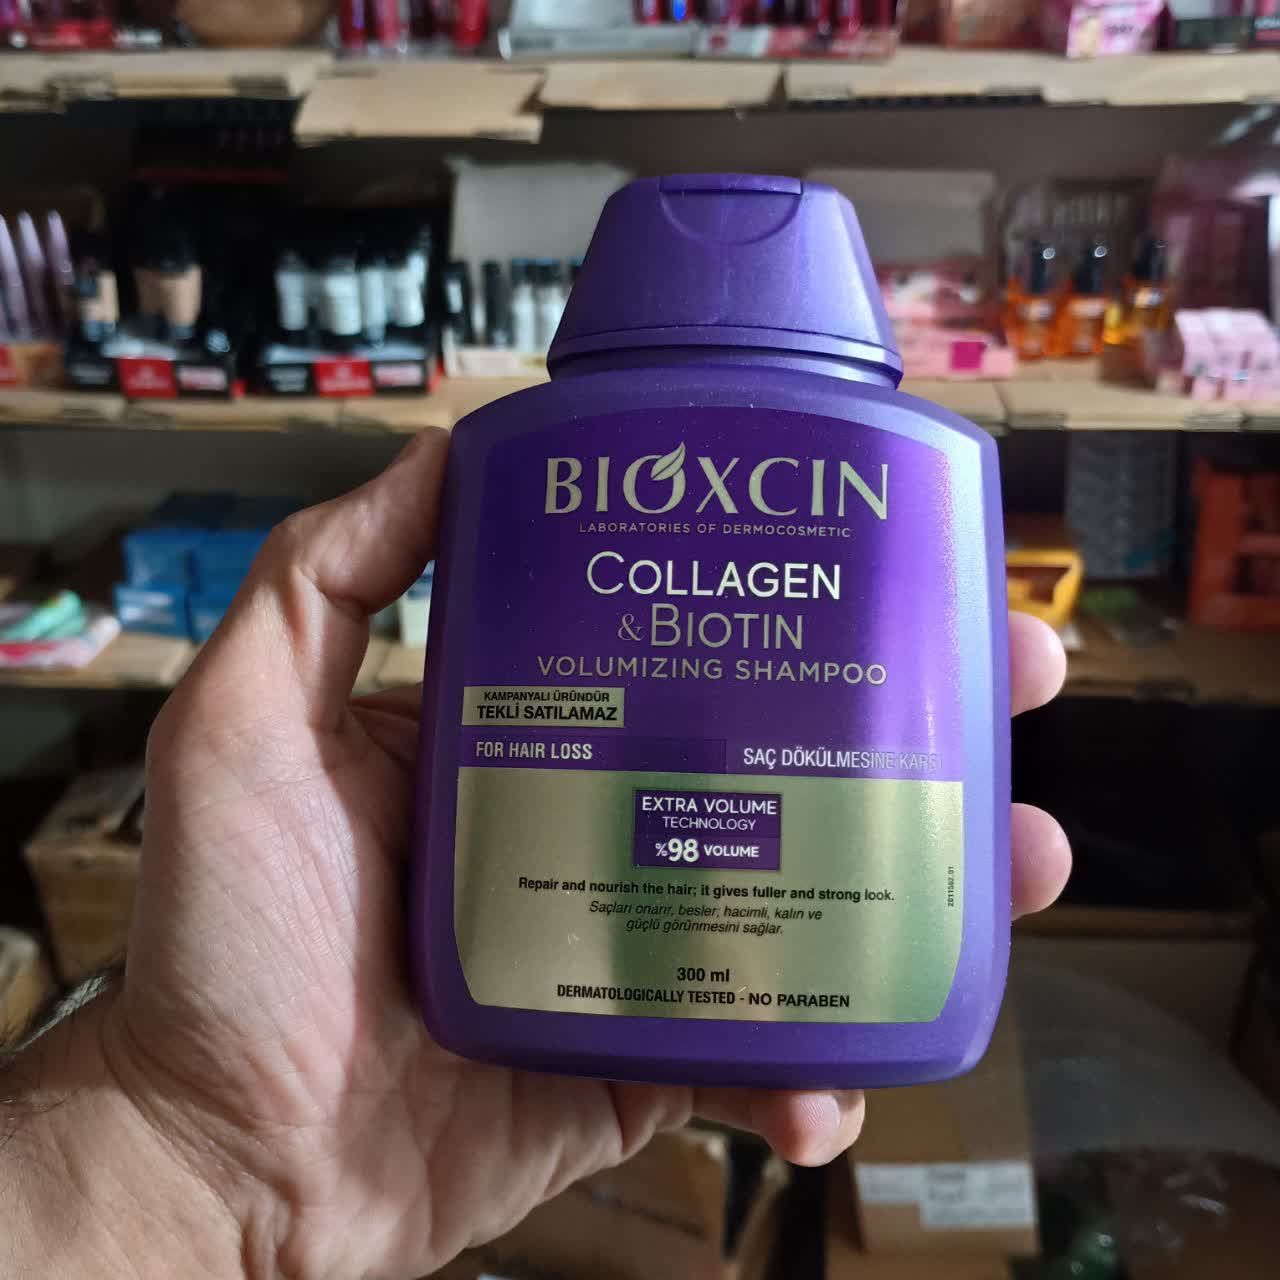 BIOXCIN
LABORATORIES OF DERMOCOSMETIC
COLLAGEN
& BIOTIN
VOLUMIZING SHAMPOO
KAMPANYALI ÜRÜNDÜR
TEKLİ SATILAMAZ
FOR HAIR LOSS
SAÇ DÖKÜLMESİNE KARŞI
EXTRA VOLUME
TECHNOLOGY
%98 VOLUME
Repair and nourish the hair; it gives fuller and strong look.
Saçları onarır, besler; hacimli, kalın ve
güçlü görünmesini sağlar.
300 ml
DERMATOLOGICALLY TESTED - NO PARABEN
2011562.01